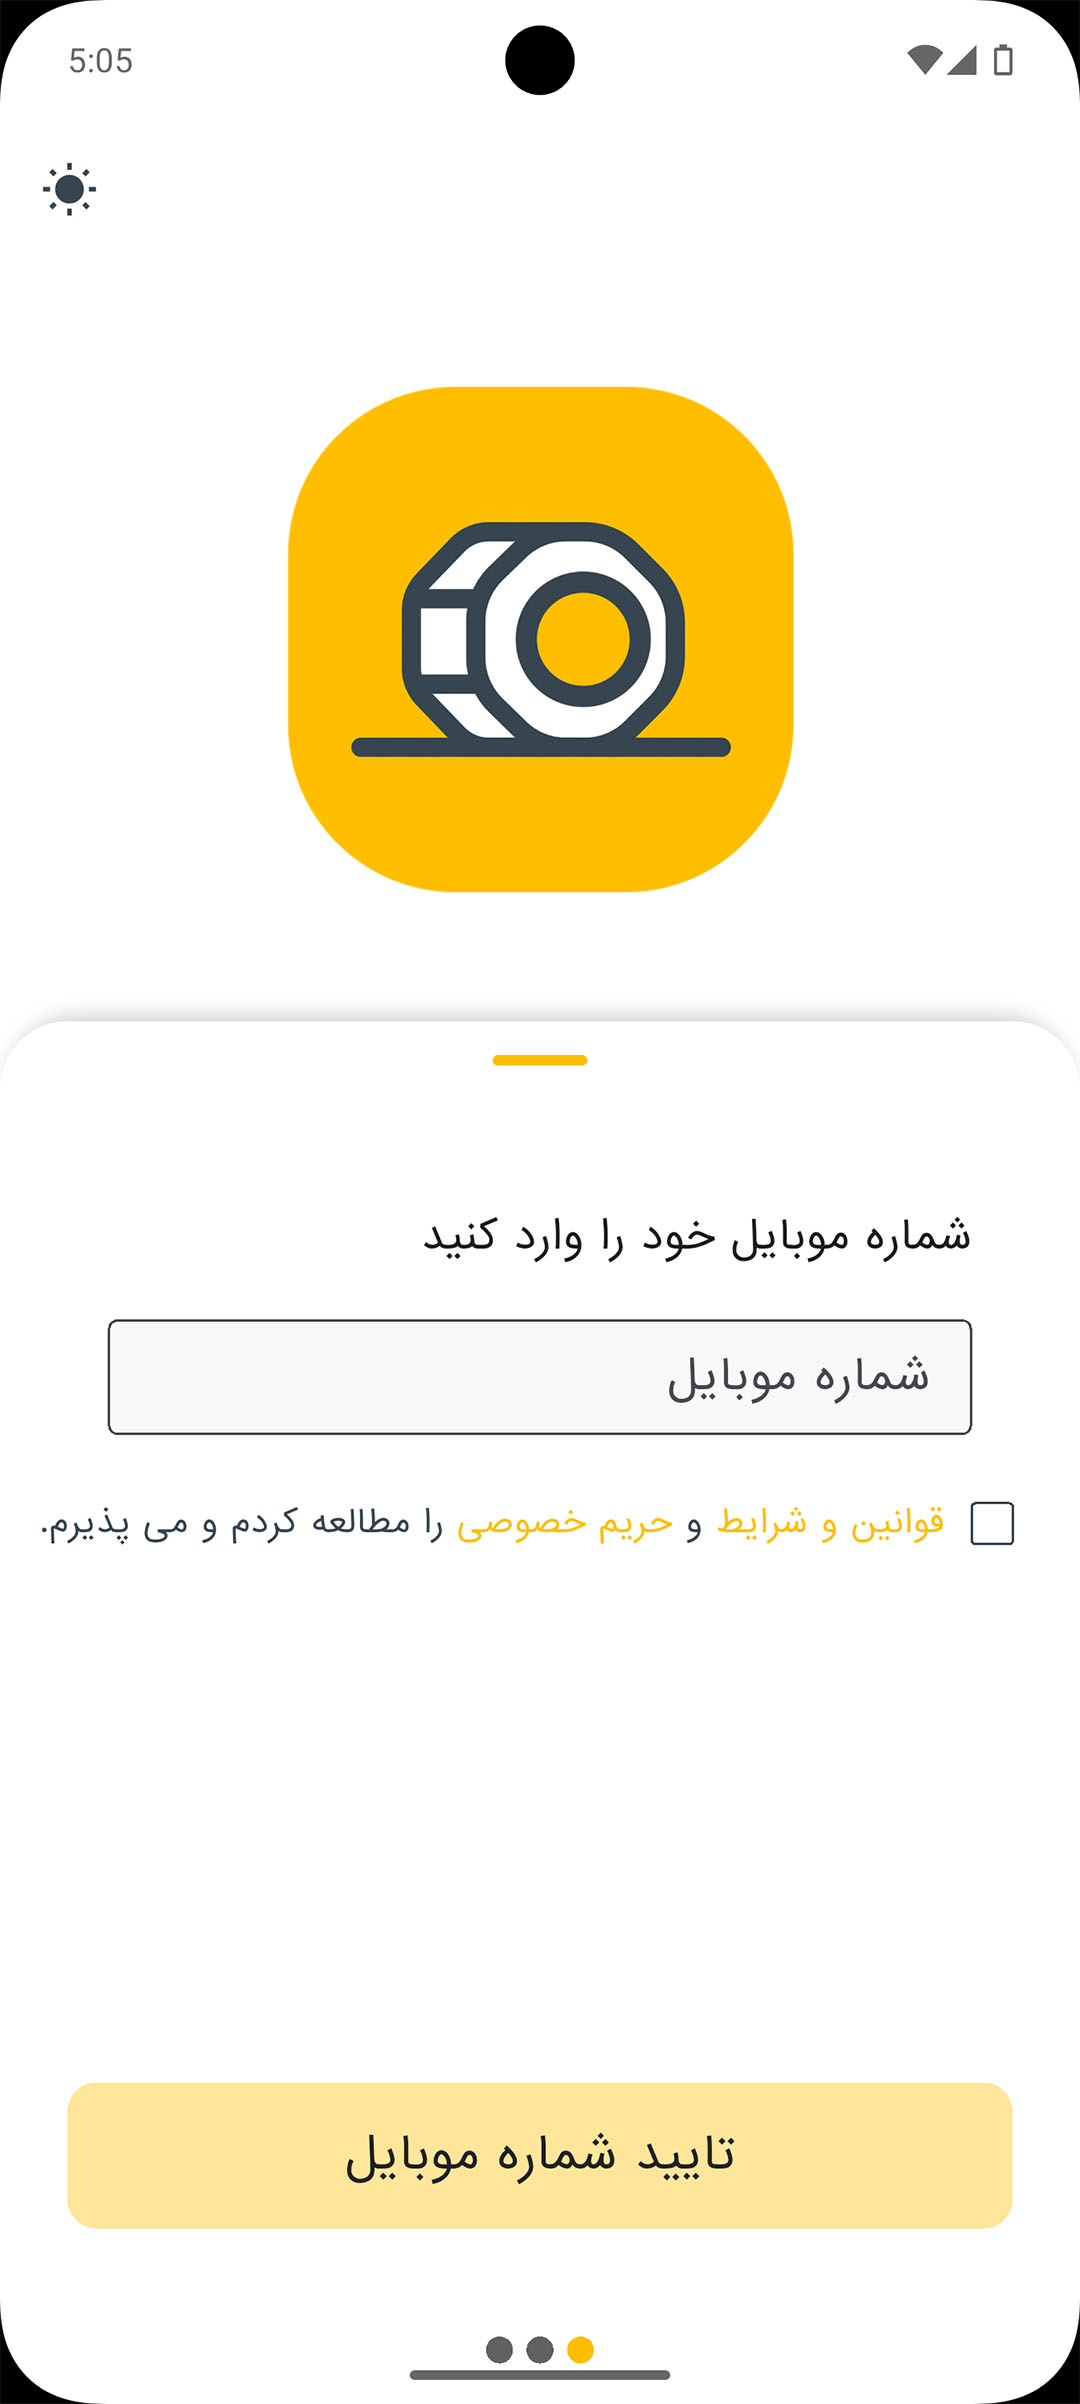 5:05
شماره موبایل خود را وارد کنید
شماره موبایل
قوانین و شرایط و حریم خصوصی را مطالعه کردم و می پذیرم.
تایید شماره موبایل